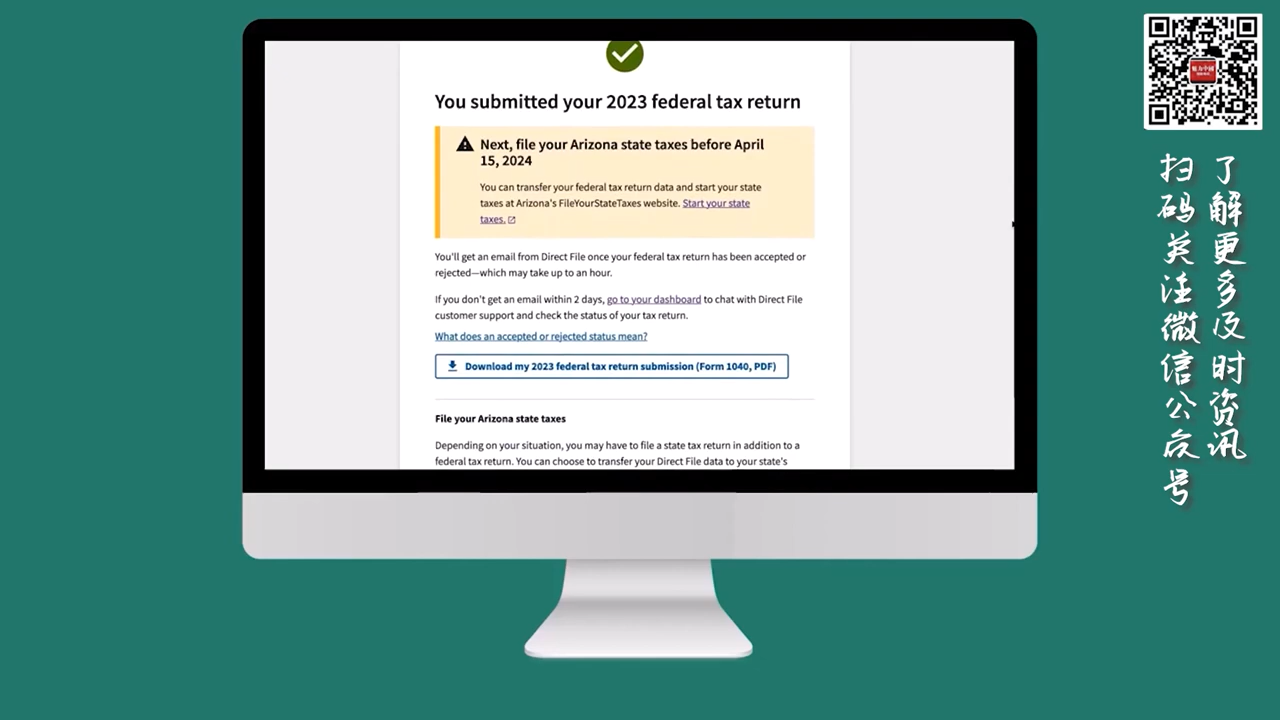 You submitted your 2023 federal tax return
Next, file your Arizona state taxes before April
15, 2024
You can transfer your federal tax return data and start your state
taxes at Arizona's FileYourStateTaxes website. Start your state
taxes.
You'll get an email from Direct File once your federal tax return has been accepted or
rejected—which may take up to an hour.
If you don't get an email within 2 days, go to your dashboard to chat with Direct File
customer support and check the status of your tax return.
What does an accepted or rejected status mean?
Download my 2023 federal tax return submission (Form 1040, PDF)
File your Arizona state taxes
Depending on your situation, you may have to file a state tax return in addition to a
federal tax return. You can choose to transfer your Direct File data to your state's
了解更多及时资讯
扫码关注微信公众号